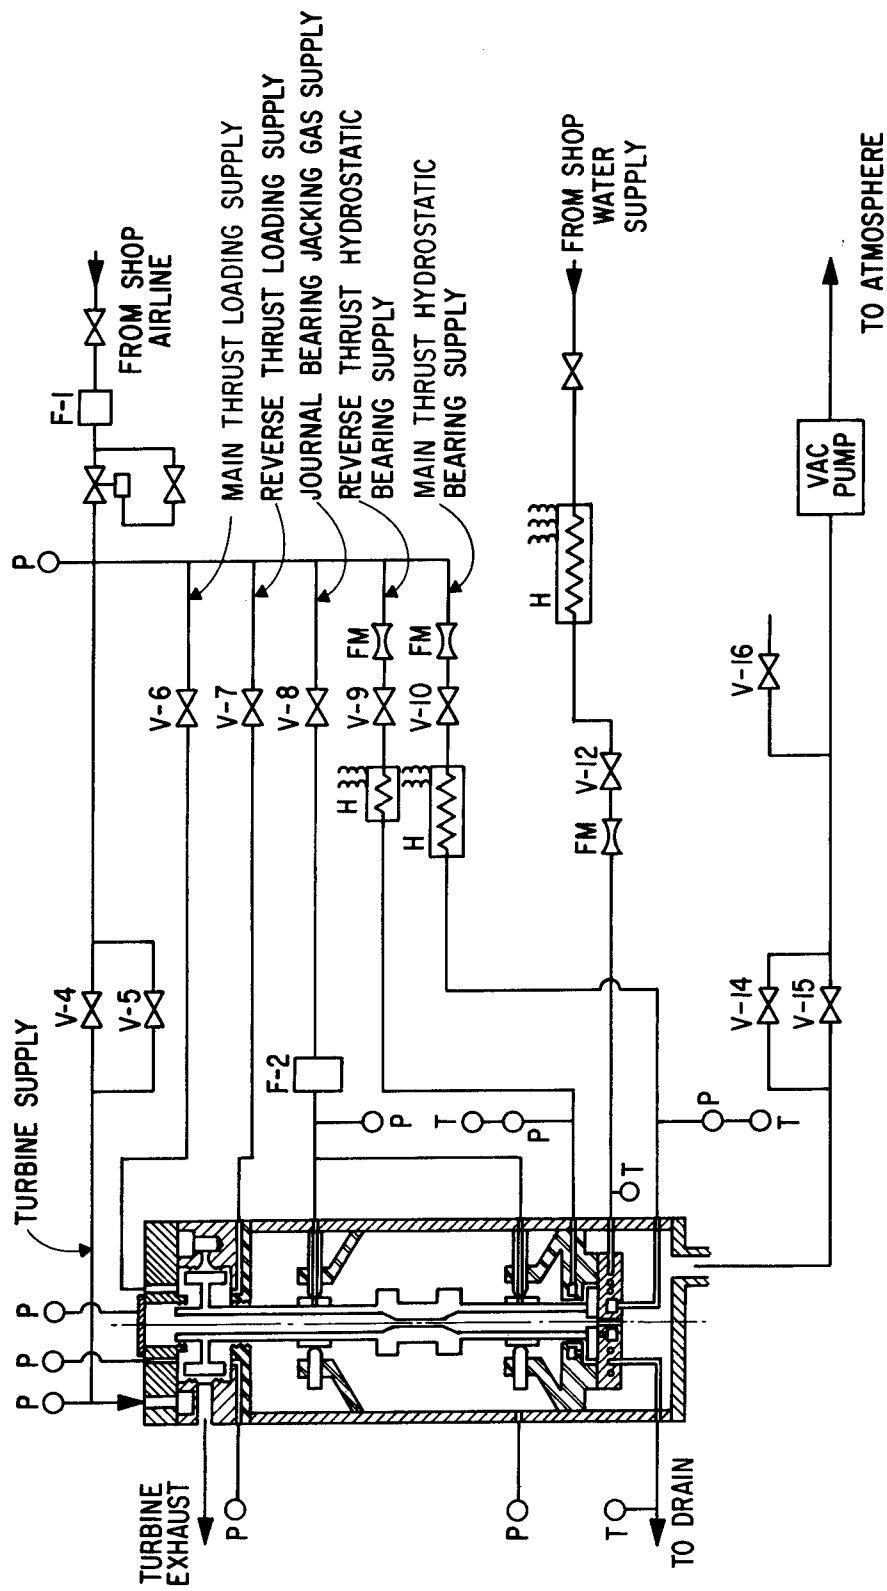 P
F-1
FROM SHOP
AIRLINE
MAIN THRUST LOADING SUPPLY
REVERSE THRUST LOADING SUPPLY
JOURNAL BEARING JACKING GAS SUPPLY
REVERSE THRUST HYDROSTATIC
BEARING SUPPLY
MAIN THRUST HYDROSTATIC
BEARING SUPPLY
FROM SHOP
WATER
SUPPLY
TO ATMOSPHERE
VAC
PUMP
H
FM
FM
V-6
V-7
V-8
V-9
V-10
H
H
V-12
FM
V-16
TURBINE SUPPLY
V-4
V-5
F-2
V-14
V-15
P
T
P
T
P
T
P
P
P
TURBINE
EXHAUST
P
P
T
TO DRAIN